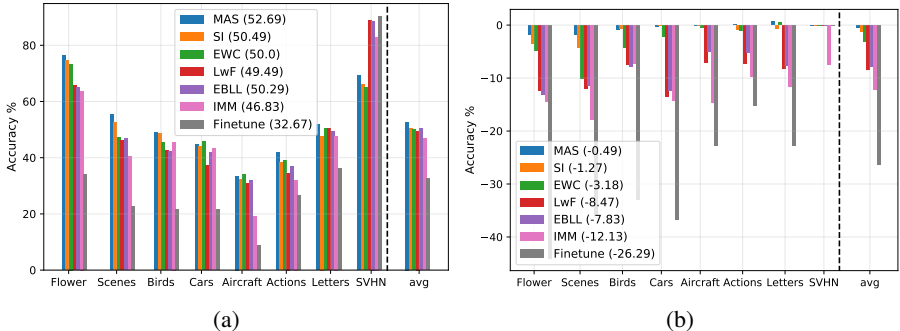 Accuracy %
80
60
40
20
0
MAS (52.69)
SI (50.49)
EWC (50.0)
LwF (49.49)
EBLL (50.29)
IMM (46.83)
Finetune (32.67)
Flower Scenes Birds Cars Aircraft Actions Letters SVHN avg
(a)
Accuracy %
0
−10
−20
−30
−40
MAS (-0.49)
SI (-1.27)
EWC (-3.18)
LwF (-8.47)
EBLL (-7.83)
IMM (-12.13)
Finetune (-26.29)
Flower Scenes Birds Cars Aircraft Actions Letters SVHN avg
(b)